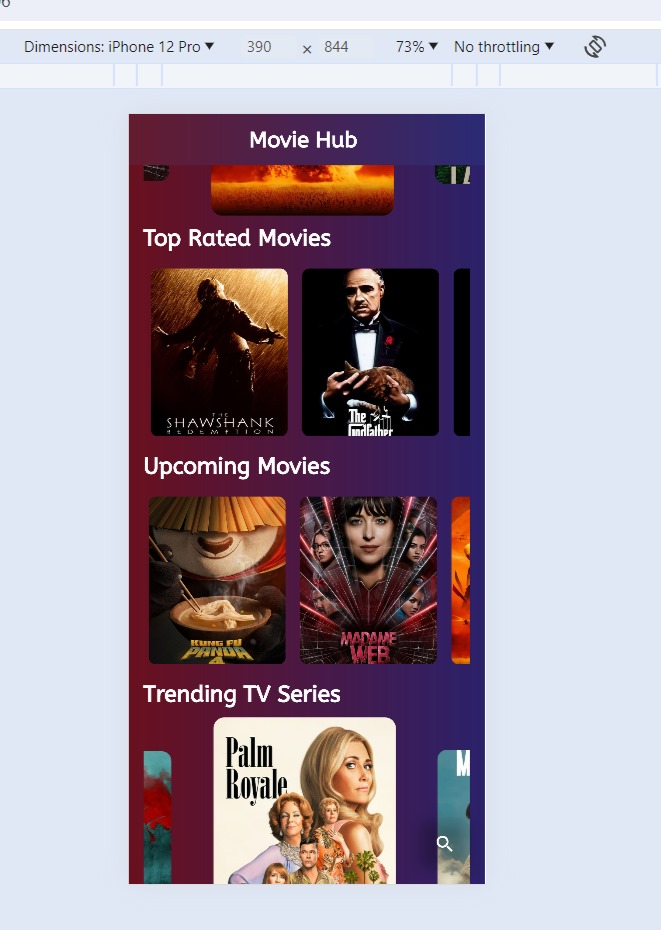 Dimensions: iPhone 12 Pro ▼ 390 × 844 73% ▼ No throttling ▼
Movie Hub
Top Rated Movies
THE
SHAWSHANK
REDEMPTION
The
Godfather
Upcoming Movies
KUNG FU
PANDA
4
MADAME
WEB
Trending TV Series
Palm
Royale
M